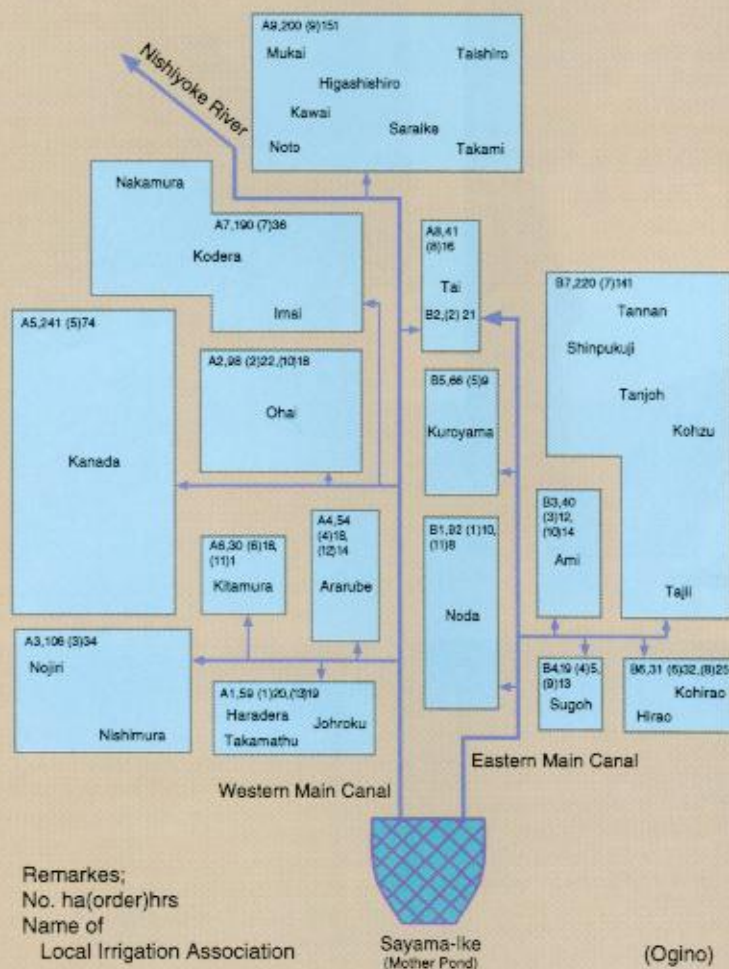 A9,200 (9)151
Mukai
Taishiro
Higashishiro
Kawai
Saraike
Noto
Takami
Nishiyoke River
Nakamura
A7,190 (7)36
Kodera
Imai
A8,41
(8)16
Tai
B2,(2) 21
B7,220 (7)141
Tannan
Shinpukuji
Tanjoh
Kohzu
Tajii
A5,241 (5)74
Kanada
A2,98 (2)22,(10)18
Ohai
B5,66 (5)9
Kuroyama
A6,30 (6)18,
(11)1
Kitamura
A4,54
(4)18,
(12)14
Ararube
B1,92 (1)10,
(11)8
Noda
B3,40
(3)12,
(10)14
Ami
A3,106 (3)34
Nojiri
Nishimura
A1,59 (1)20,(13)19
Haradera
Johroku
Takamathu
B4,19 (4)5,
(9)13
Sugoh
B6,31 (6)32,(8)25
Kohirao
Hirao
Western Main Canal
Eastern Main Canal
Remarkes;
No. ha(order)hrs
Name of
Local Irrigation Association
Sayama-Ike
(Mother Pond)
(Ogino)